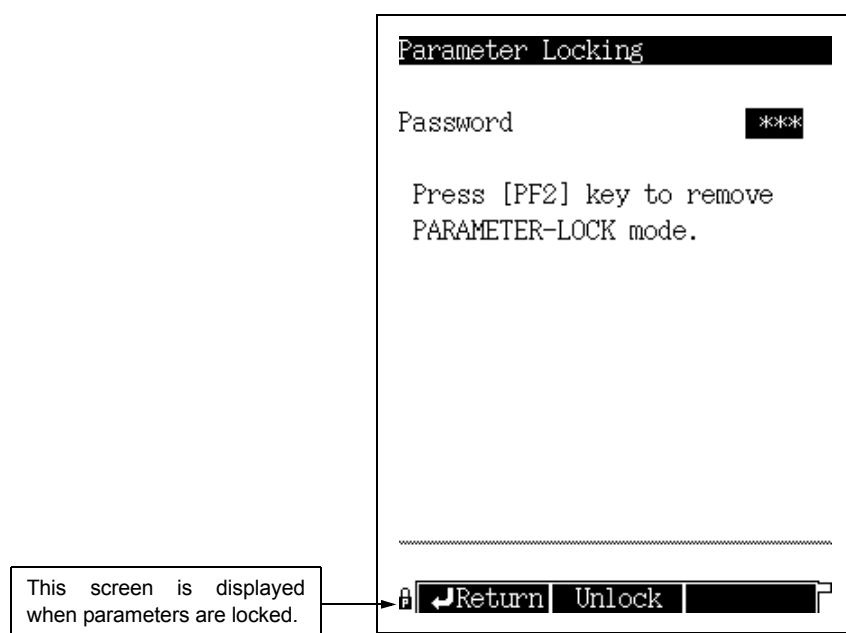 Parameter Locking
Password ***
Press [PF2] key to remove
PARAMETER-LOCK mode.
This screen is displayed
when parameters are locked.
Return Unlock